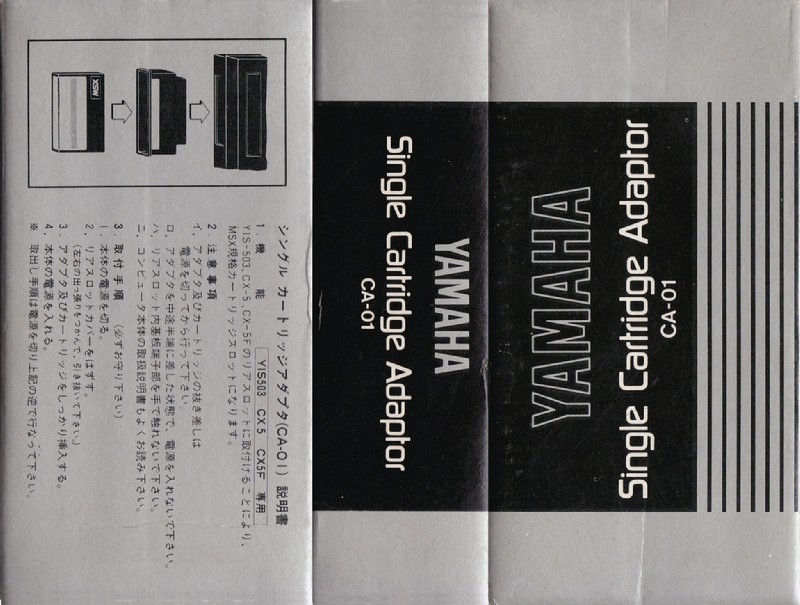 シングル カートリッジアダプタ(CA-01) 説明書
YIS503 CX5 CX5F 専用
1. 機 能
YIS-503、CX-5、CX-5Fのリアスロットに取付けることにより、
MSX規格カートリッジスロットになります。
2. 注意事項
イ. アダプタ及びカートリッジの抜き差しは
電源を切ってから行って下さい。
ロ. アダプタを中途半端に差した状態で、電源を入れないで下さい。
ハ. リアスロット内基板端子部を手で触れないで下さい。
ニ. コンピュータ本体の取扱説明書もよくお読み下さい。
3. 取付手順 (必ずお守り下さい)
1. 本体の電源を切る。
2. リアスロットカバーをはずす。
(左右の出っ張りをつかんで、引き抜いて下さい。)
3. アダプタ及びカートリッジをしっかり挿入する。
4. 本体の電源を入れる。
※ 取出し手順は電源を切り上記の逆で行なって下さい。
MSX
YAMAHA
Single Cartridge Adaptor
CA-01
YAMAHA
Single Cartridge Adaptor
CA-01